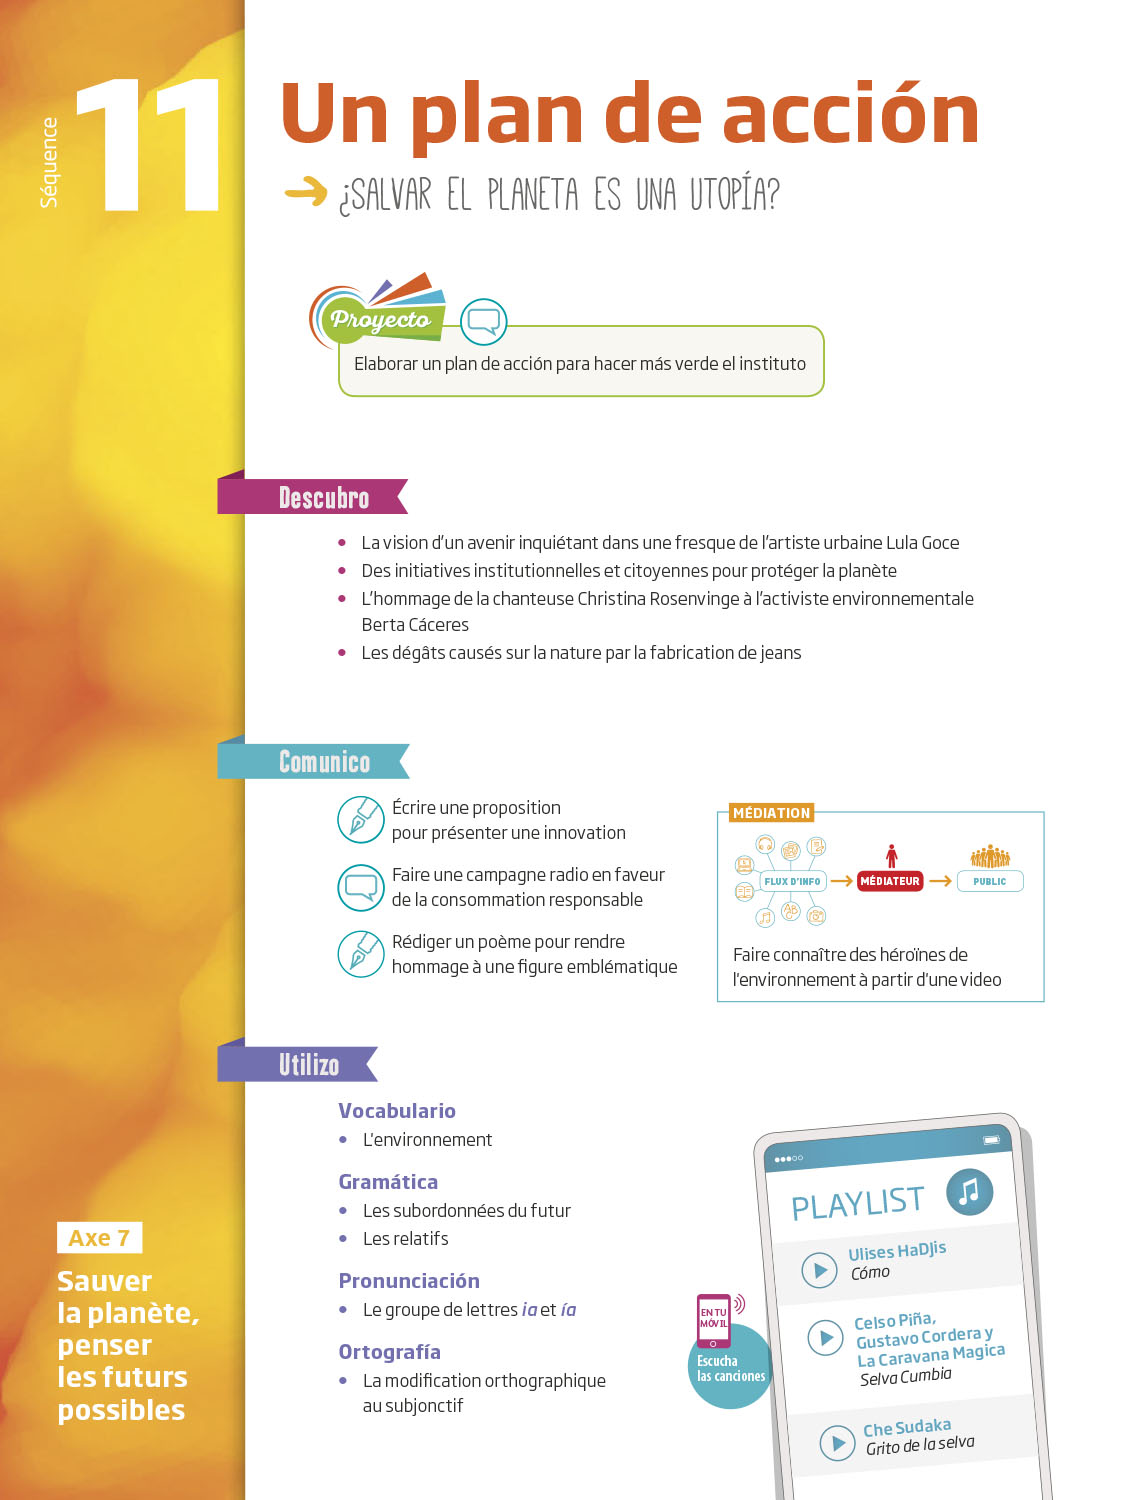 Séquence
11
Un plan de acción
¿SALVAR EL PLANETA ES UNA UTOPÍA?
Proyecto
Elaborar un plan de acción para hacer más verde el instituto
Descubro
• La vision d'un avenir inquiétant dans une fresque de l'artiste urbaine Lula Goce
• Des initiatives institutionnelles et citoyennes pour protéger la planète
• L'hommage de la chanteuse Christina Rosenvinge à l'activiste environnementale
Berta Cáceres
• Les dégâts causés sur la nature par la fabrication de jeans
Comunico
Écrire une proposition
pour présenter une innovation
Faire une campagne radio en faveur
de la consommation responsable
Rédiger un poème pour rendre
hommage à une figure emblématique
MÉDIATION
FLUX D'INFO
MÉDIATEUR
PUBLIC
Faire connaître des héroïnes de
l'environnement à partir d'une video
Utilizo
Vocabulario
• L'environnement
Gramática
• Les subordonnées du futur
• Les relatifs
Pronunciación
• Le groupe de lettres ia et ía
Ortografía
• La modification orthographique
au subjonctif
Axe 7
Sauver
la planète,
penser
les futurs
possibles
EN TU
MÓVIL
Escucha
las canciones
PLAYLIST
Ulises HaDJis
Cómo
Celso Piña,
Gustavo Cordera y
La Caravana Magica
Selva Cumbia
Che Sudaka
Grito de la selva